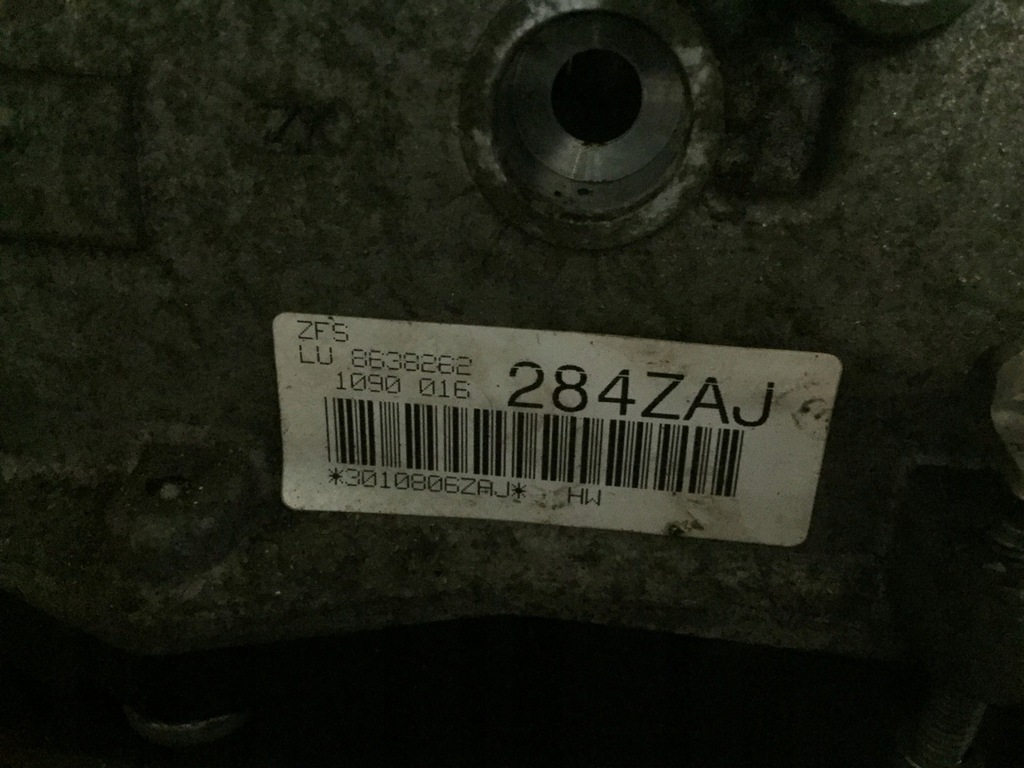 ZFS
LU 8638262
1090 016
284ZAJ
*3010806ZAJ* HW